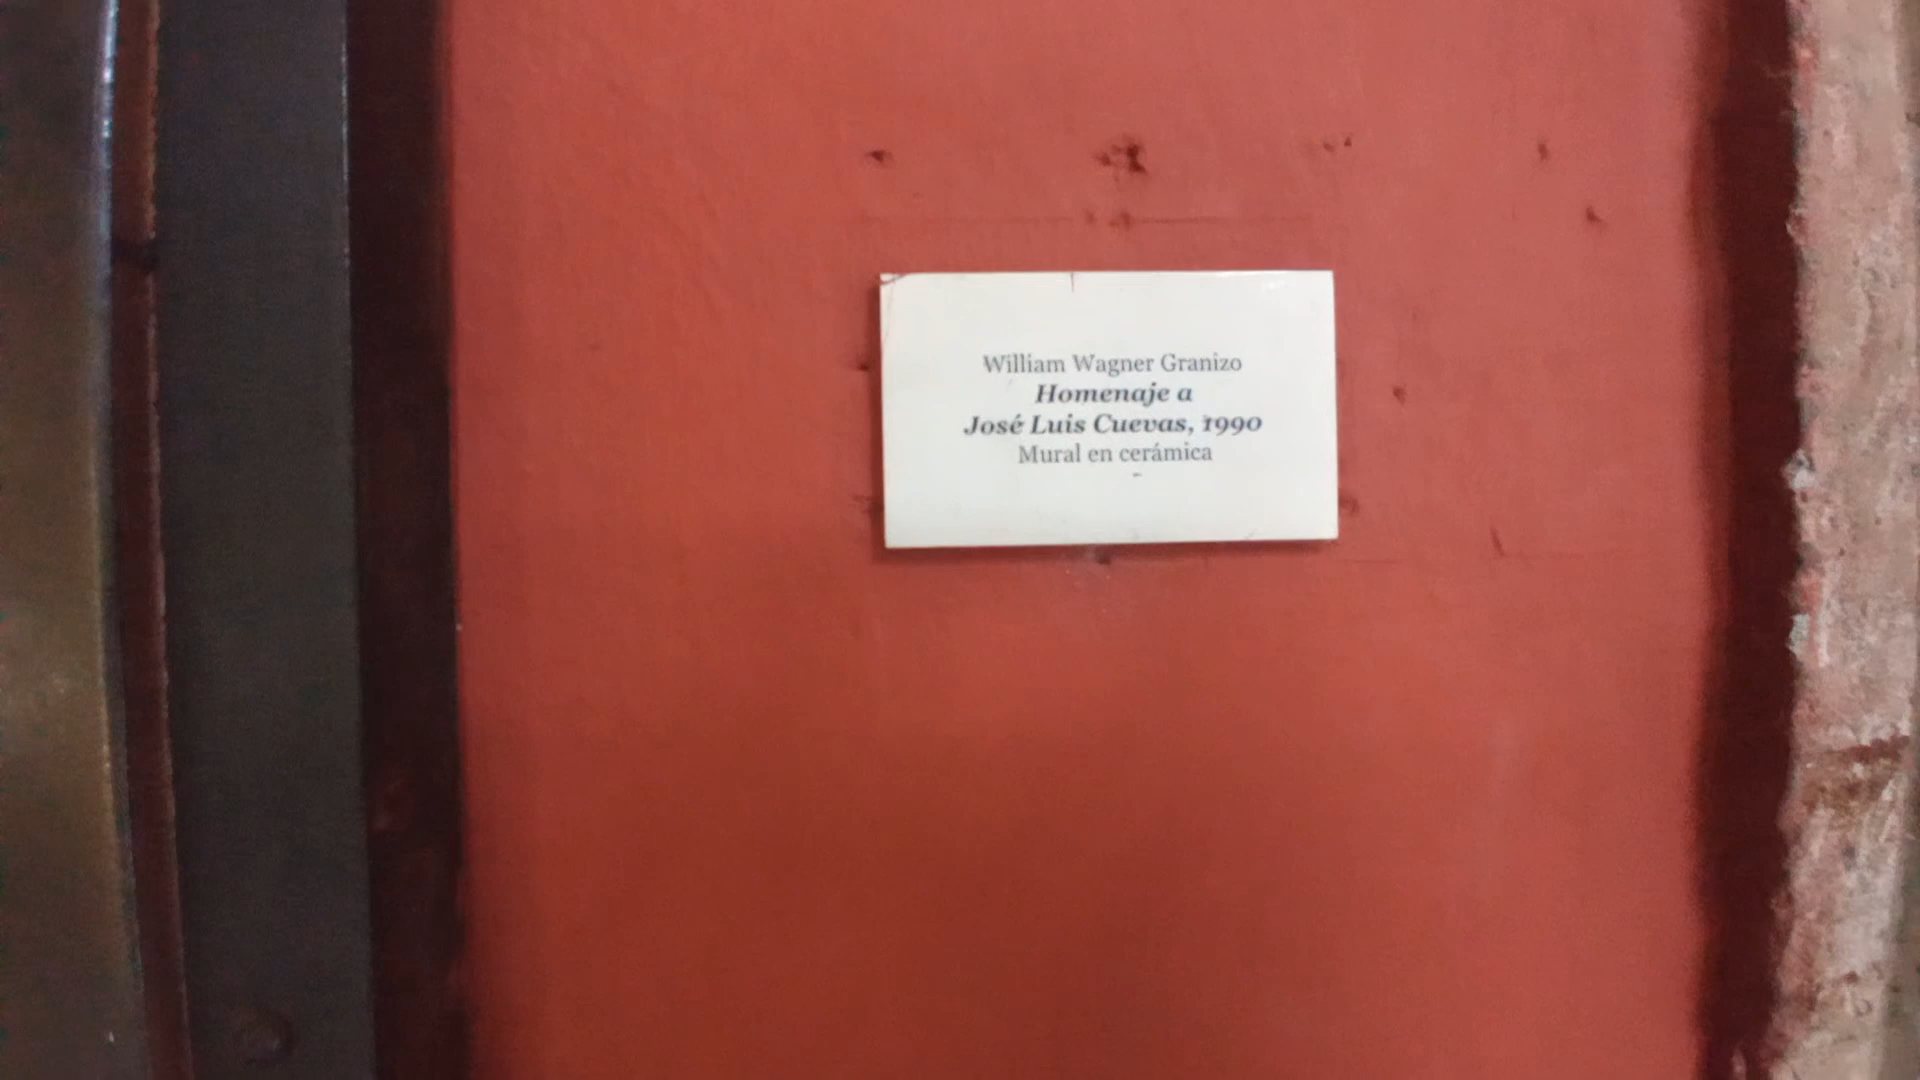 William Wagner Granizo
Homenaje a
José Luis Cuevas, 1990
Mural en cerámica